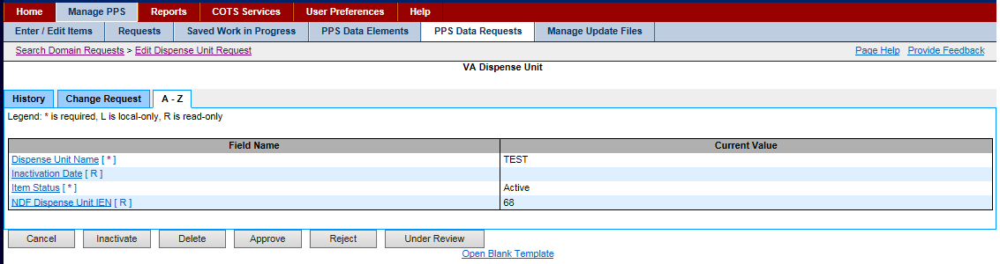 Home Manage PPS Reports COTS Services User Preferences Help
Enter / Edit Items Requests Saved Work in Progress PPS Data Elements PPS Data Requests Manage Update Files
Search Domain Requests > Edit Dispense Unit Request Page Help Provide Feedback
VA Dispense Unit
History Change Request A - Z
Legend: * is required, L is local-only, R is read-only
Field Name Current Value
Dispense Unit Name [ * ] TEST
Inactivation Date [ R ]
Item Status [ * ] Active
NDF Dispense Unit IEN [ R ] 68
Cancel Inactivate Delete Approve Reject Under Review
Open Blank Template